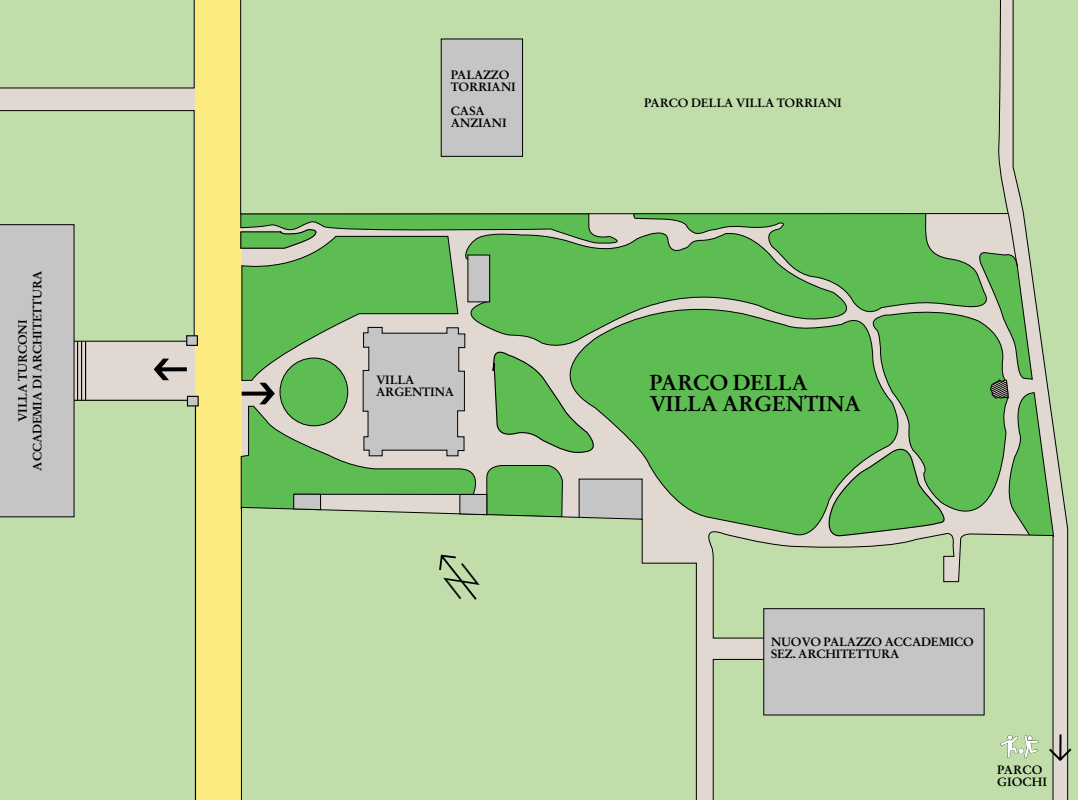 PALAZZO
TORRIANI
CASA
ANZIANI
PARCO DELLA VILLA TORRIANI
VILLA TURCONI
ACCADEMIA DI ARCHITETTURA
VILLA
ARGENTINA
PARCO DELLA
VILLA ARGENTINA
NUOVO PALAZZO ACCADEMICO
SEZ. ARCHITETTURA
PARCO
GIOCHI